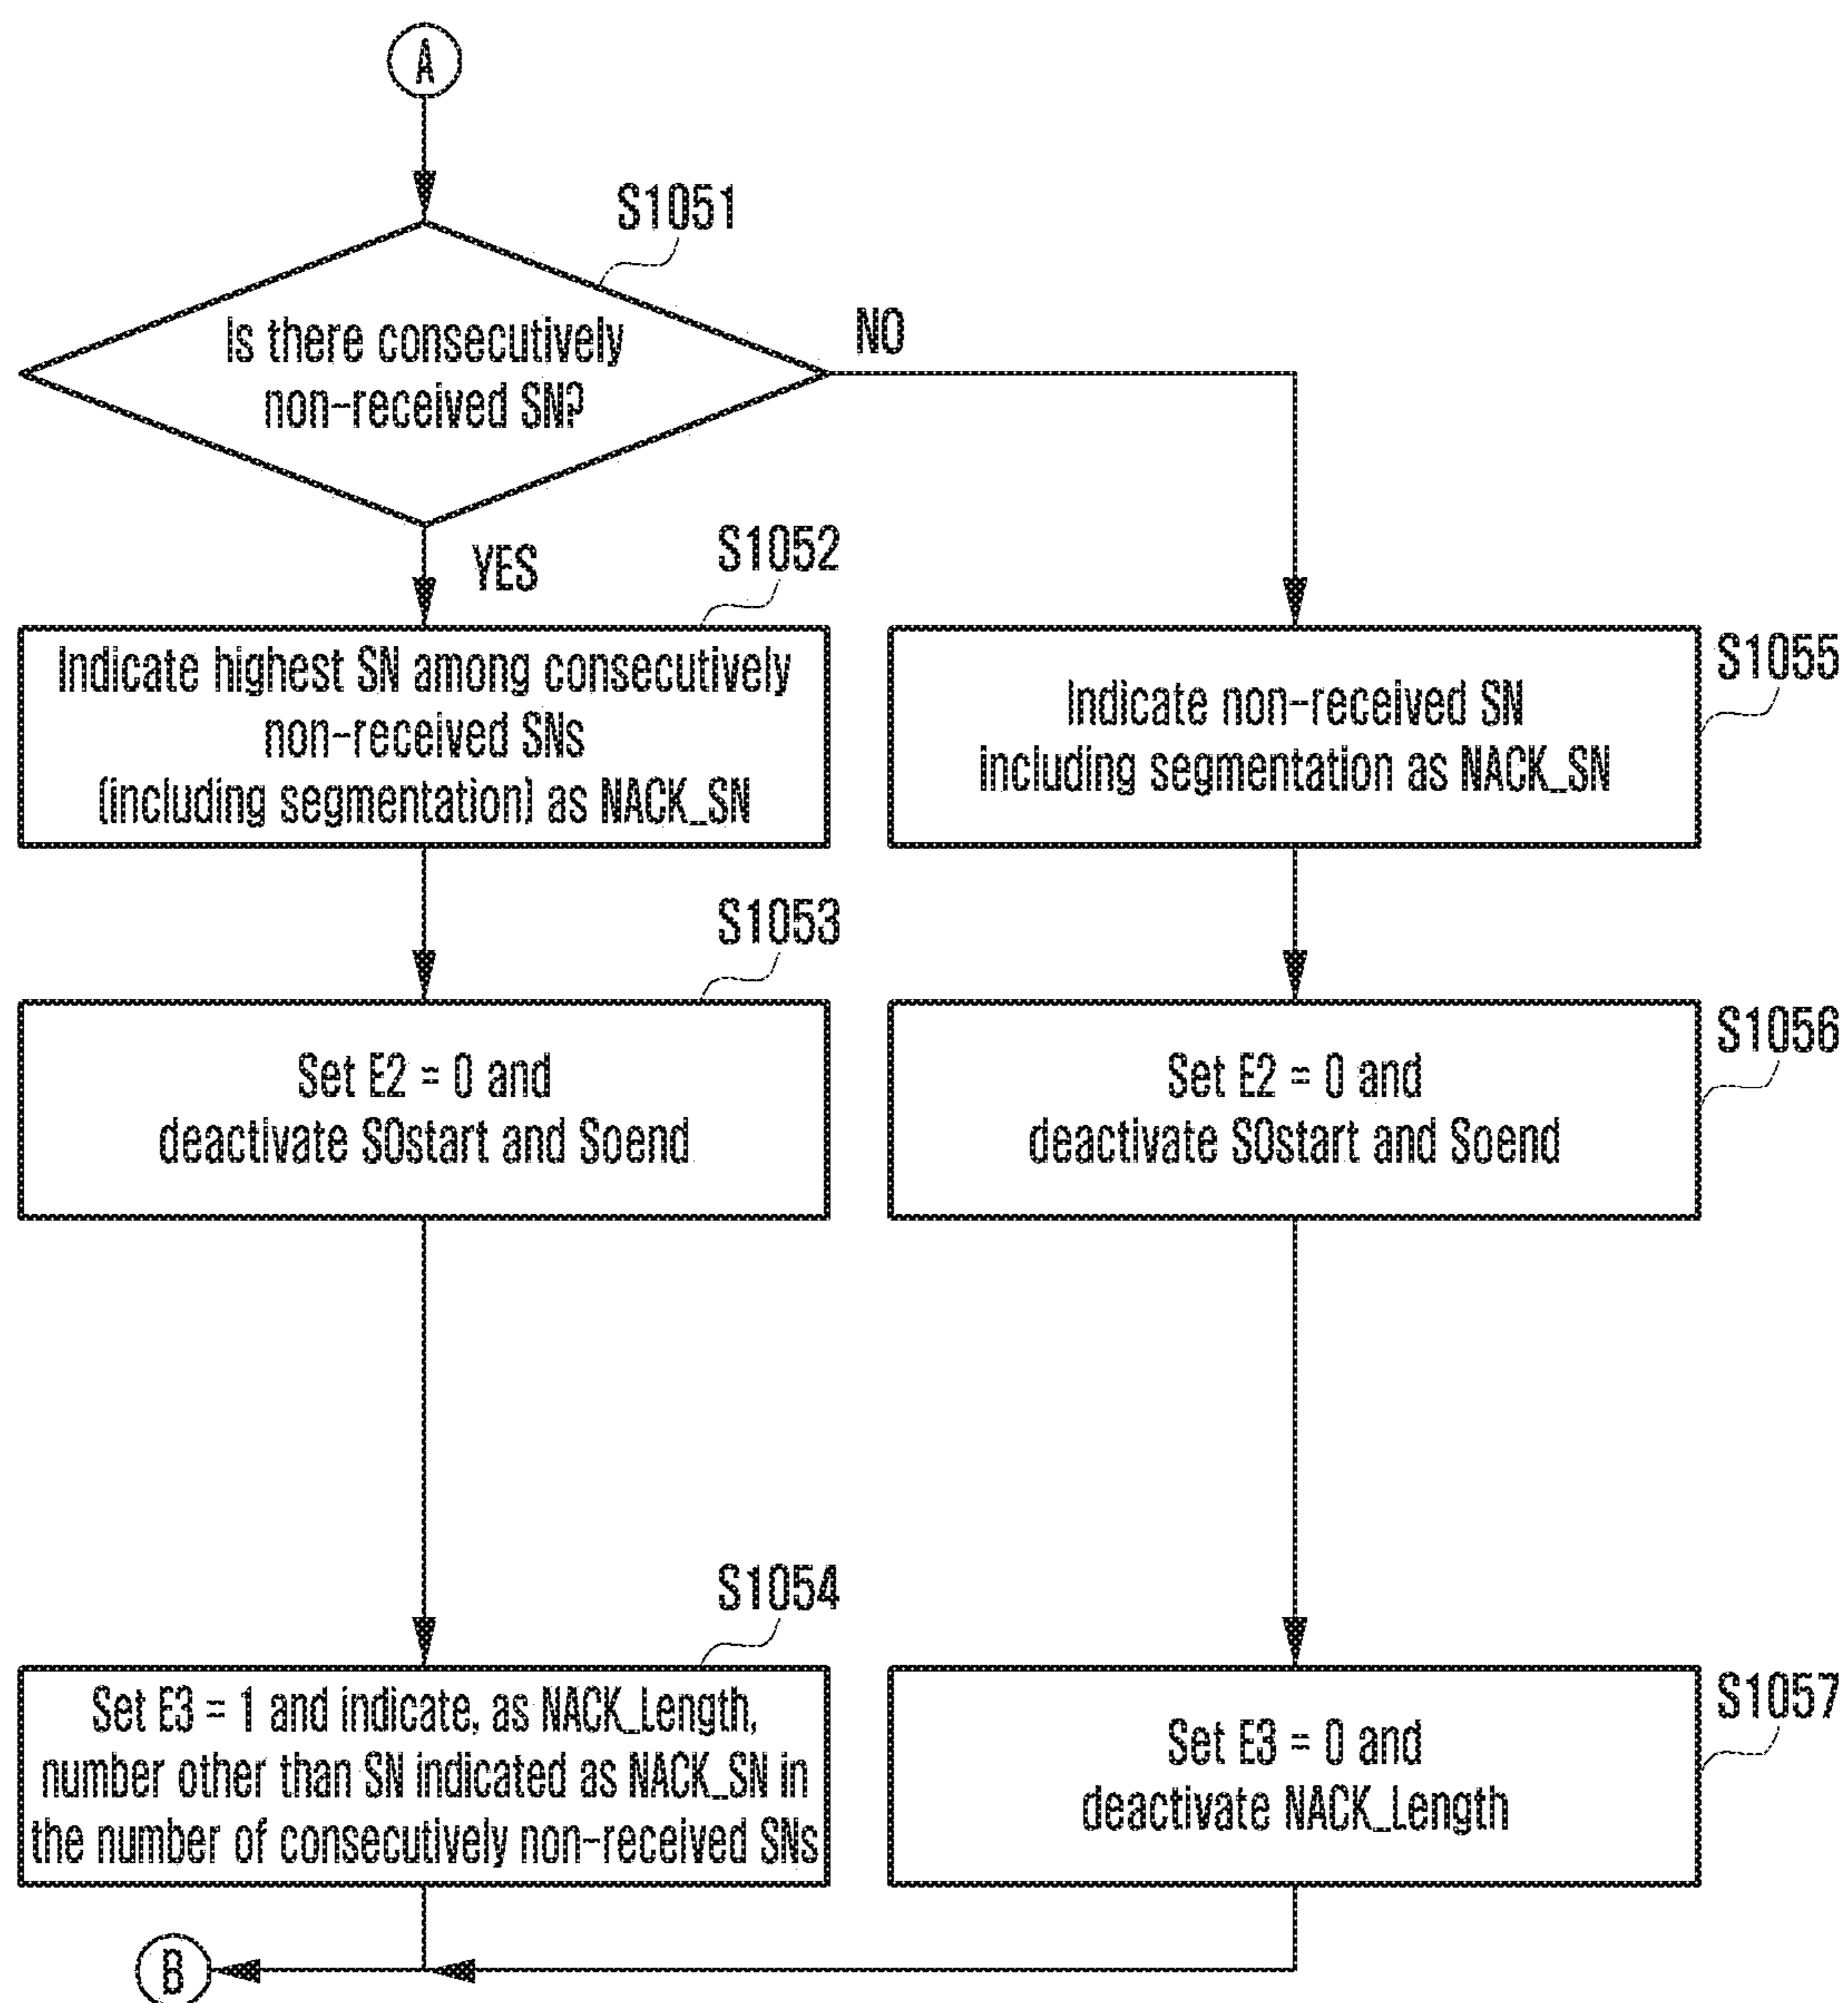 A
S1051
Is there consecutively
non-received SN?
NO
YES
S1052
Indicate highest SN among consecutively
non-received SNs
(including segmentation) as NACK_SN
S1055
Indicate non-received SN
including segmentation as NACK_SN
S1053
Set E2 = 0 and
deactivate SOstart and Soend
S1056
Set E2 = 0 and
deactivate SOstart and Soend
S1054
Set E3 = 1 and indicate, as NACK_Length,
number other than SN indicated as NACK_SN in
the number of consecutively non-received SNs
S1057
Set E3 = 0 and
deactivate NACK_Length
B